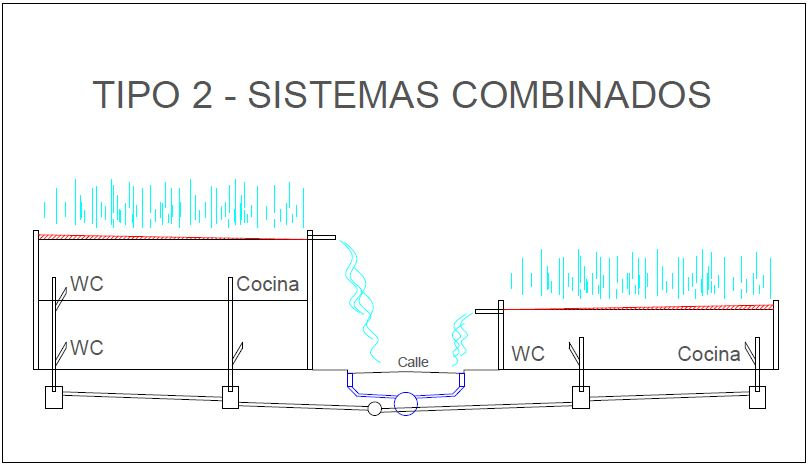 TIPO 2 - SISTEMAS COMBINADOS
WC
Cocina
WC
Calle
WC
Cocina